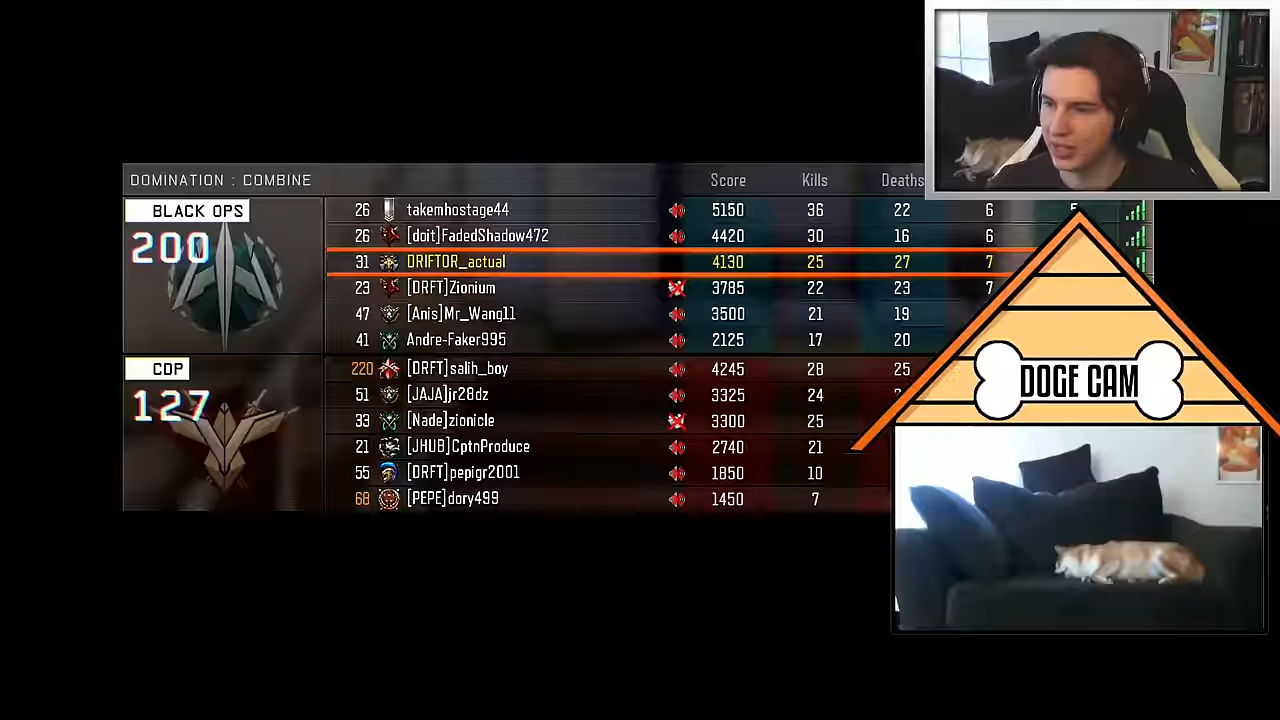 DOMINATION : COMBINE Score Kills Deaths
BLACK OPS
200
26 takemhostage44 5150 36 22 6
26 [doit]FadedShadow472 4420 30 16 6
31 DRIFTOR_actual 4130 25 27 7
23 [DRFT]Zionium 3785 22 23 7
47 [Anis]Mr_Wang11 3500 21 19
41 Andre-Faker995 2125 17 20
CDP
127
220 [DRFT]salih_boy 4245 28 25
51 [JAJA]jr28dz 3325 24
33 [Nade]zionicle 3300 25
21 [JHUB]CptnProduce 2740 21
55 [DRFT]pepigr2001 1850 10
68 [PEPE]dory499 1450 7
DOGE CAM